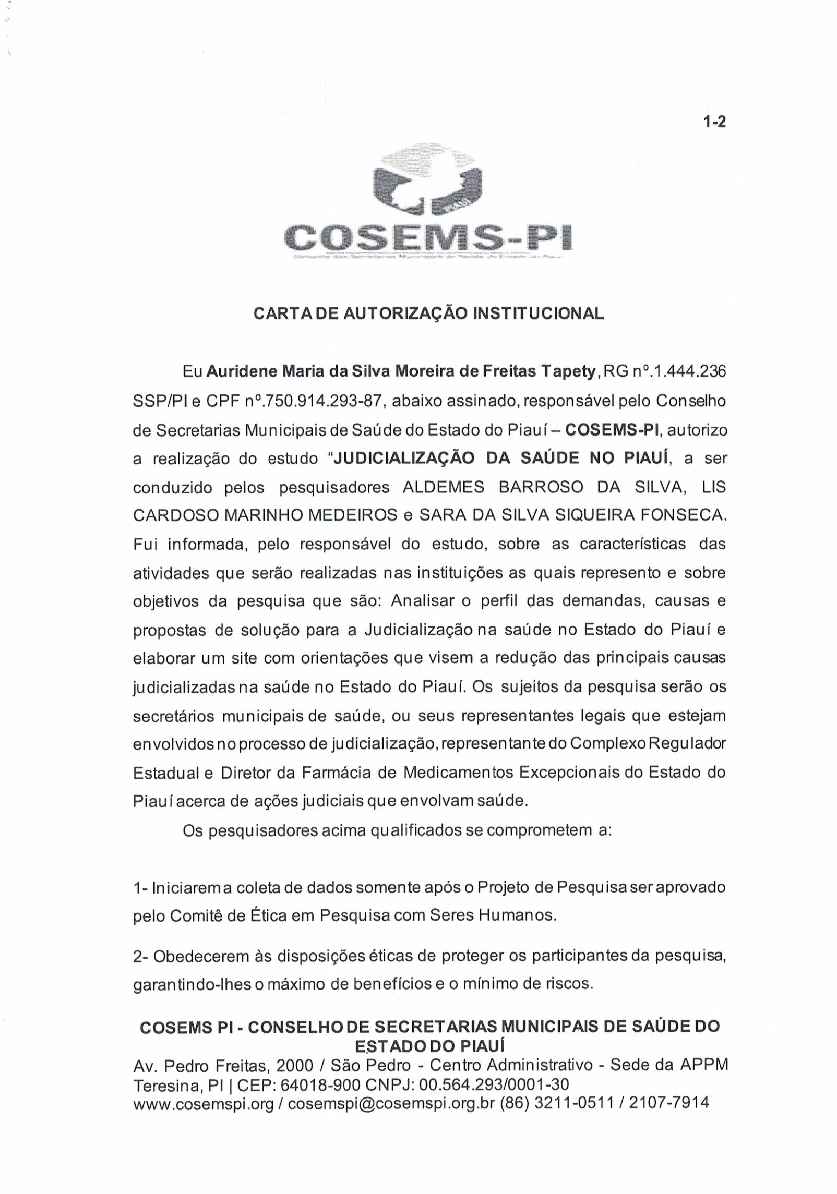 1-2
COSEMS-PI
CARTA DE AUTORIZAÇÃO INSTITUCIONAL
Eu Auridene Maria da Silva Moreira de Freitas Tapety, RG nº.1.444.236
SSP/PI e CPF nº.750.914.293-87, abaixo assinado, responsável pelo Conselho
de Secretarias Municipais de Saúde do Estado do Piauí – COSEMS-PI, autorizo
a realização do estudo “JUDICIALIZAÇÃO DA SAÚDE NO PIAUÍ, a ser
conduzido pelos pesquisadores ALDEMES BARROSO DA SILVA, LIS
CARDOSO MARINHO MEDEIROS e SARA DA SILVA SIQUEIRA FONSECA.
Fui informada, pelo responsável do estudo, sobre as características das
atividades que serão realizadas nas instituições as quais represento e sobre
objetivos da pesquisa que são: Analisar o perfil das demandas, causas e
propostas de solução para a Judicialização na saúde no Estado do Piauí e
elaborar um site com orientações que visem a redução das principais causas
judicializadas na saúde no Estado do Piauí. Os sujeitos da pesquisa serão os
secretários municipais de saúde, ou seus representantes legais que estejam
envolvidos no processo de judicialização, representante do Complexo Regulador
Estadual e Diretor da Farmácia de Medicamentos Excepcionais do Estado do
Piauí acerca de ações judiciais que envolvam saúde.
Os pesquisadores acima qualificados se comprometem a:
1- Iniciarem a coleta de dados somente após o Projeto de Pesquisa ser aprovado
pelo Comitê de Ética em Pesquisa com Seres Humanos.
2- Obedecerem às disposições éticas de proteger os participantes da pesquisa,
garantindo-lhes o máximo de benefícios e o mínimo de riscos.
COSEMS PI - CONSELHO DE SECRETARIAS MUNICIPAIS DE SAÚDE DO
ESTADO DO PIAUÍ
Av. Pedro Freitas, 2000 / São Pedro - Centro Administrativo - Sede da APPM
Teresina, PI | CEP: 64018-900 CNPJ: 00.564.293/0001-30
www.cosemspi.org / cosemspi@cosemspi.org.br (86) 3211-0511 / 2107-7914